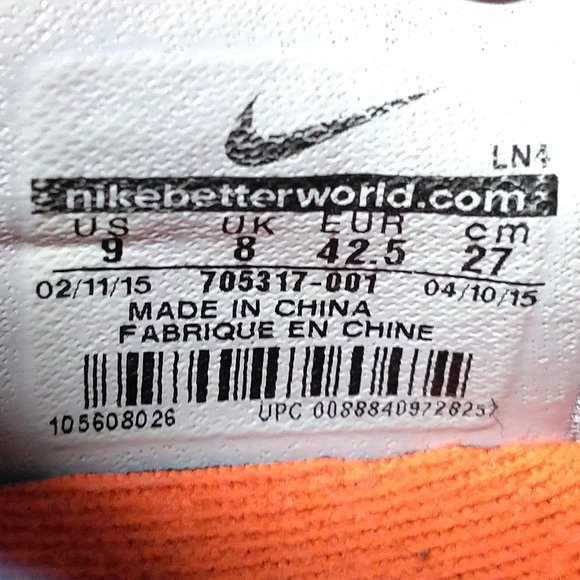 LN4
nikebetterworld.com
US UK EUR cm
9 8 42.5 27
02/11/15 705317-001 04/10/15
MADE IN CHINA
FABRIQUE EN CHINE
105608026 UPC 00888409728257